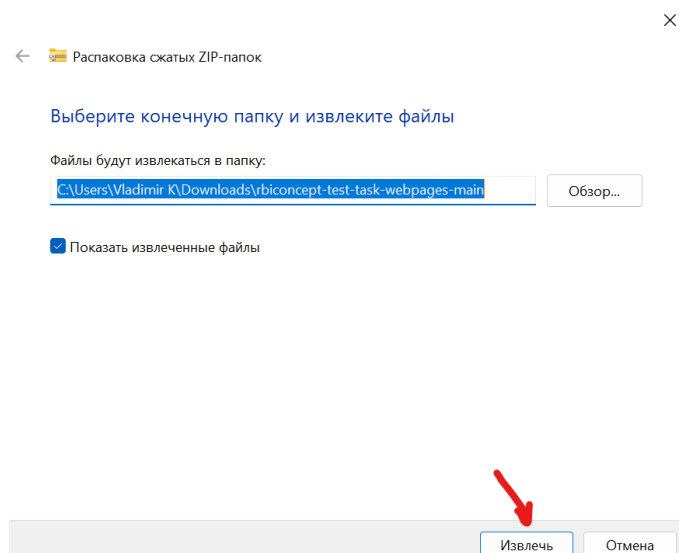 Распаковка сжатых ZIP-папок
Выберите конечную папку и извлеките файлы
Файлы будут извлекаться в папку:
C:\Users\Vladimir K\Downloads\rbiconcept-test-task-webpages-main
Обзор...
Показать извлеченные файлы
Извлечь
Отмена